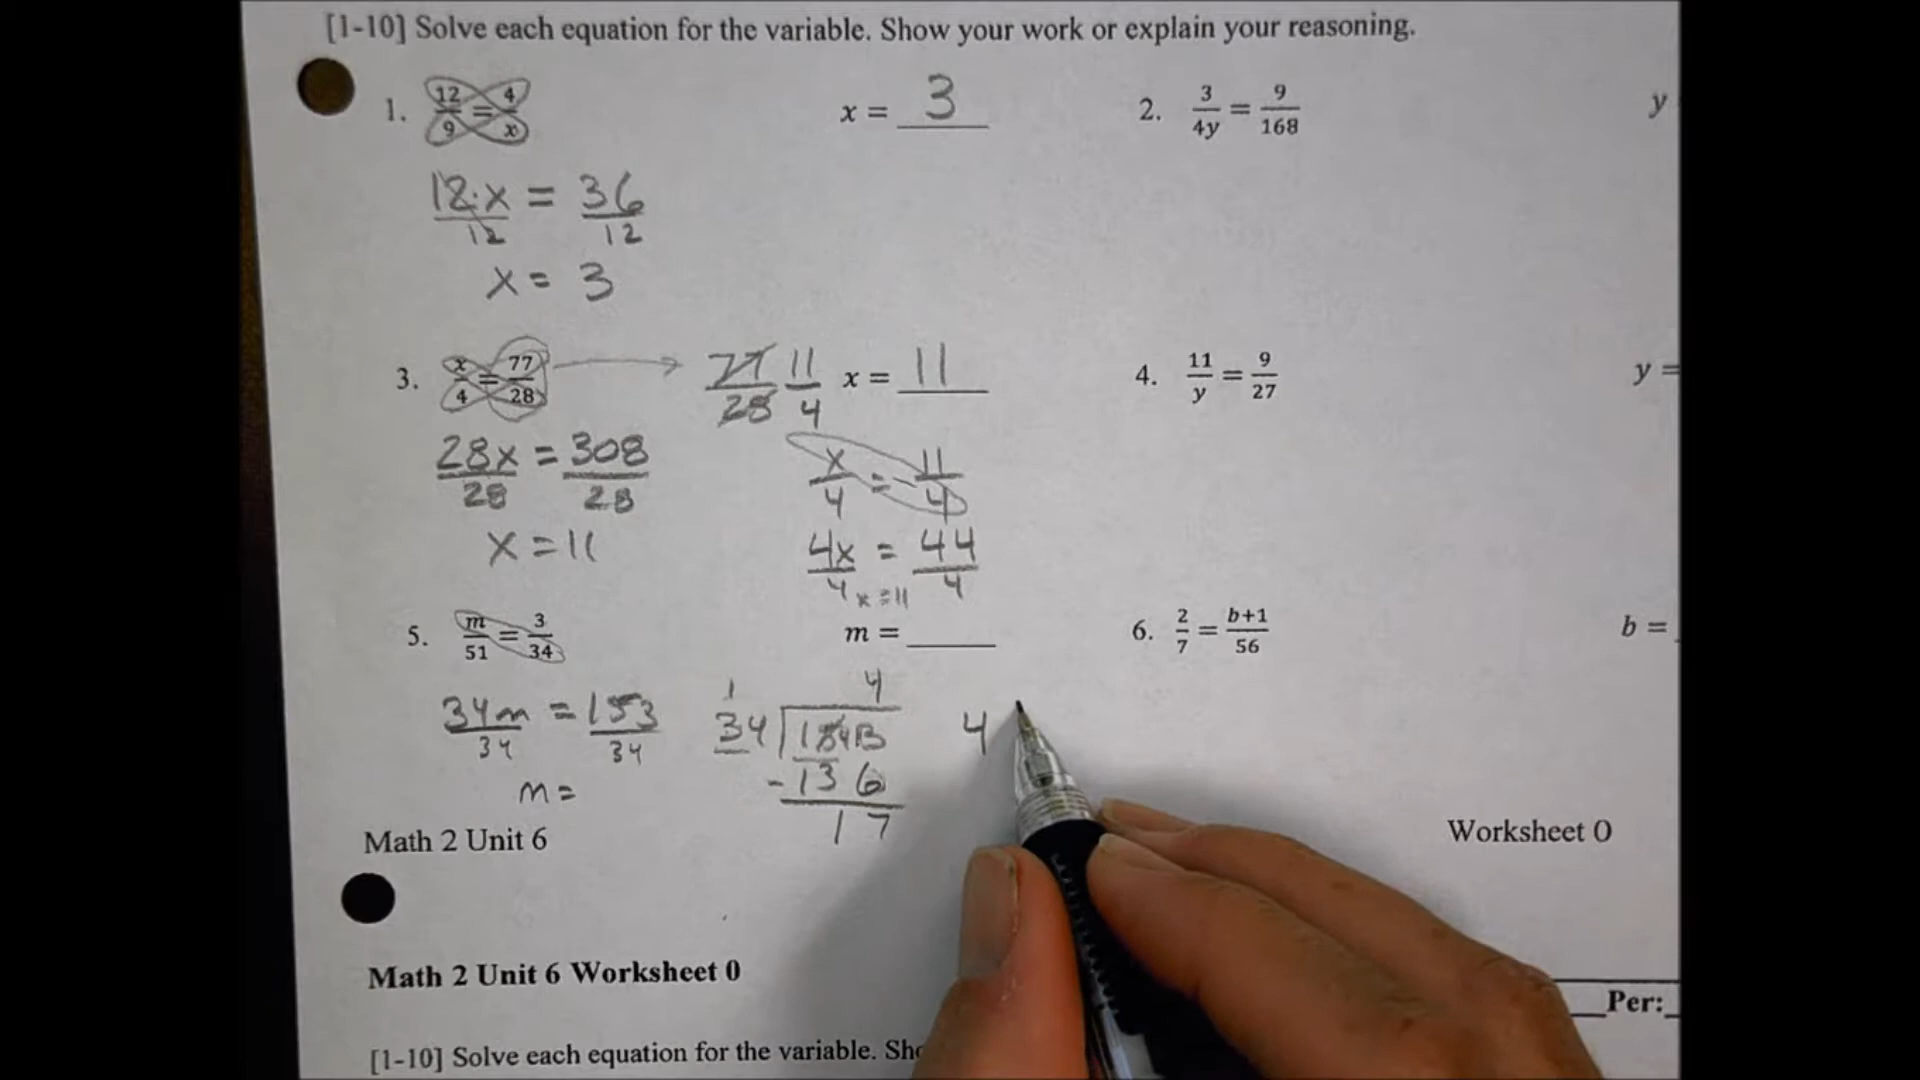 [1-10] Solve each equation for the variable. Show your work or explain your reasoning.
1. 12/9 = 4/x
x = 3
2. 3/4y = 9/168
y
12·x = 36
12 12
x = 3
3. x/4 = 77/28
77/28 11/4
x = 11
4. 11/y = 9/27
y =
28x = 308
28 28
x = 11
x/4 = 11/4
4x = 44
4 4
x = 11
5. m/51 = 3/34
m =
6. 2/7 = b+1/56
b =
34m = 153
34 34
m =
1 4
34
- 136
17
4
Math 2 Unit 6
Worksheet 0
Math 2 Unit 6 Worksheet 0
Per:
[1-10] Solve each equation for the variable.